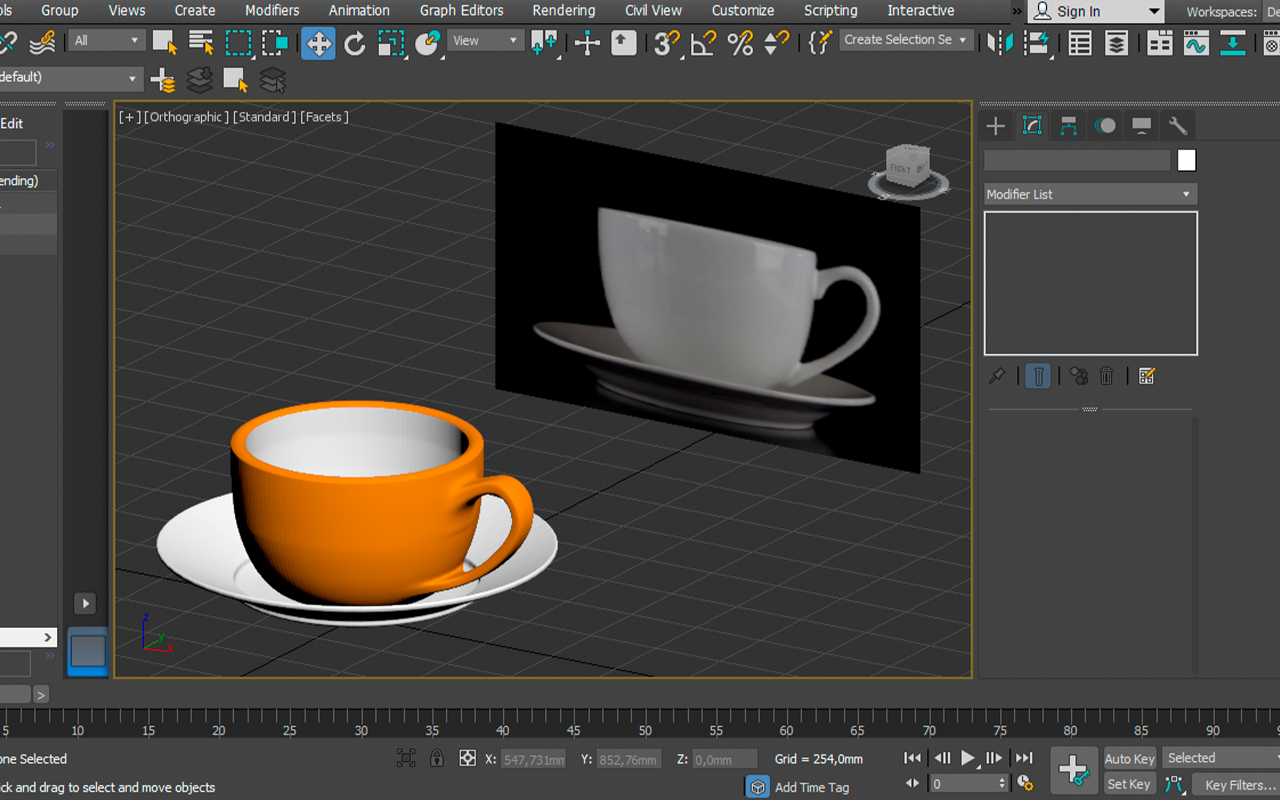 ols Group Views Create Modifiers Animation Graph Editors Rendering Civil View Customize Scripting Interactive » Sign In Workspaces: De
All View 3 Create Selection Se
default)
[+] [Orthographic ] [Standard ] [Facets ]
Edit
ending)
Modifier List
z
y
x
5 10 15 20 25 30 35 40 45 50 55 60 65 70 75 80 85 90
one Selected X: 547,731mm Y: 852,76mm Z: 0,0mm Grid = 254,0mm Auto Key Selected
ick and drag to select and move objects Add Time Tag 0 Set Key Key Filters...